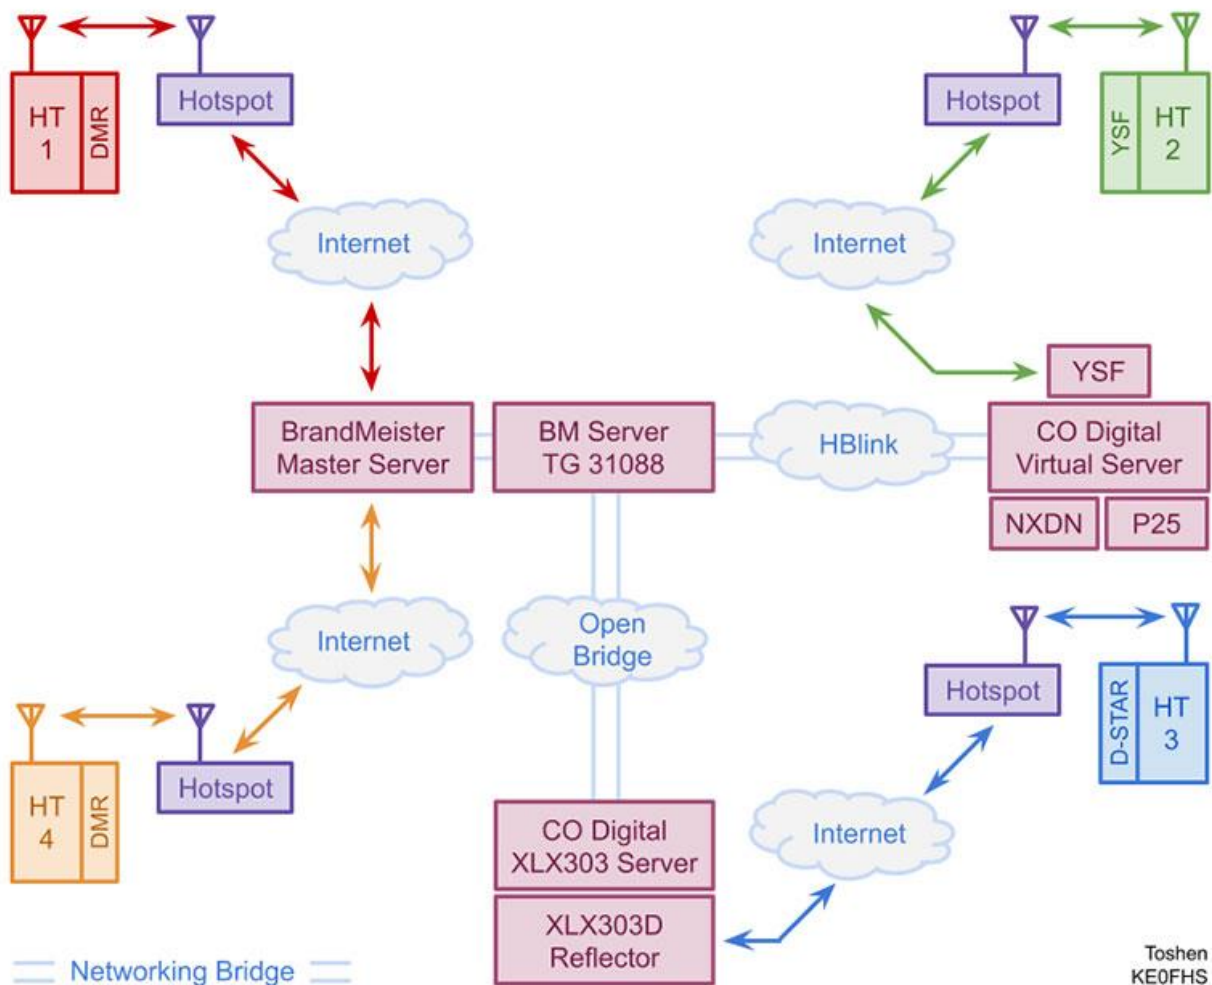 HT
1
DMR
Hotspot
Hotspot
YSF
HT
2
Internet
Internet
YSF
BrandMeister
Master Server
BM Server
TG 31088
HBlink
CO Digital
Virtual Server
NXDN
P25
Internet
Open
Bridge
Hotspot
D-STAR
HT
3
HT
4
DMR
Hotspot
CO Digital
XLX303 Server
Internet
XLX303D
Reflector
Networking Bridge
Toshen
KE0FHS